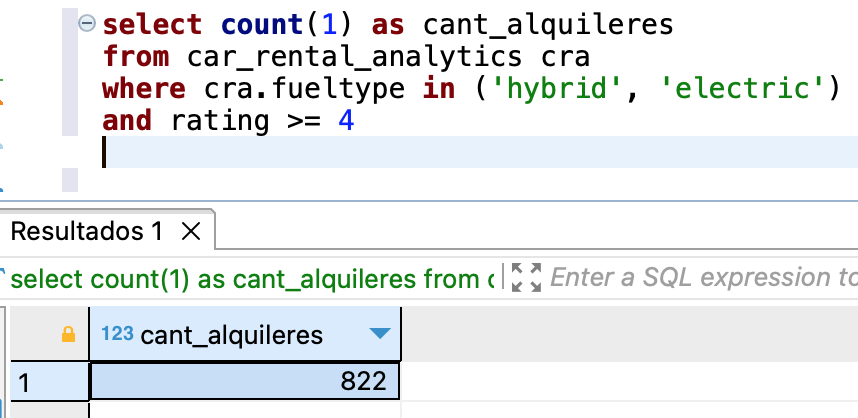 select count(1) as cant_alquileres
from car_rental_analytics cra
where cra.fueltype in ('hybrid', 'electric')
and rating >= 4
Resultados 1
select count(1) as cant_alquileres from
Enter a SQL expression to
123 cant_alquileres
1 822